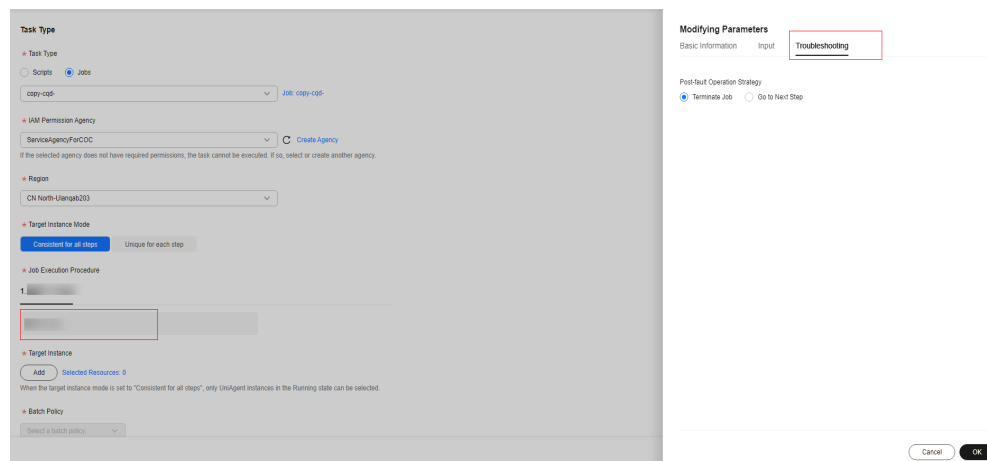 Task Type
* Task Type
Scripts Jobs
copy-cqd- Job: copy-cqd-
* IAM Permission Agency
ServiceAgencyForCOC Create Agency
If the selected agency does not have required permissions, the task cannot be executed. If so, select or create another agency.
* Region
CN North-Ulanqab203
* Target Instance Mode
Consistent for all steps Unique for each step
* Job Execution Procedure
1.
* Target Instance
Add Selected Resources: 0
When the target instance mode is set to "Consistent for all steps", only UniAgent instances in the Running state can be selected.
* Batch Policy
Select a batch policy.
Modifying Parameters
Basic Information Input Troubleshooting
Post-fault Operation Strategy
Terminate Job Go to Next Step
Cancel OK